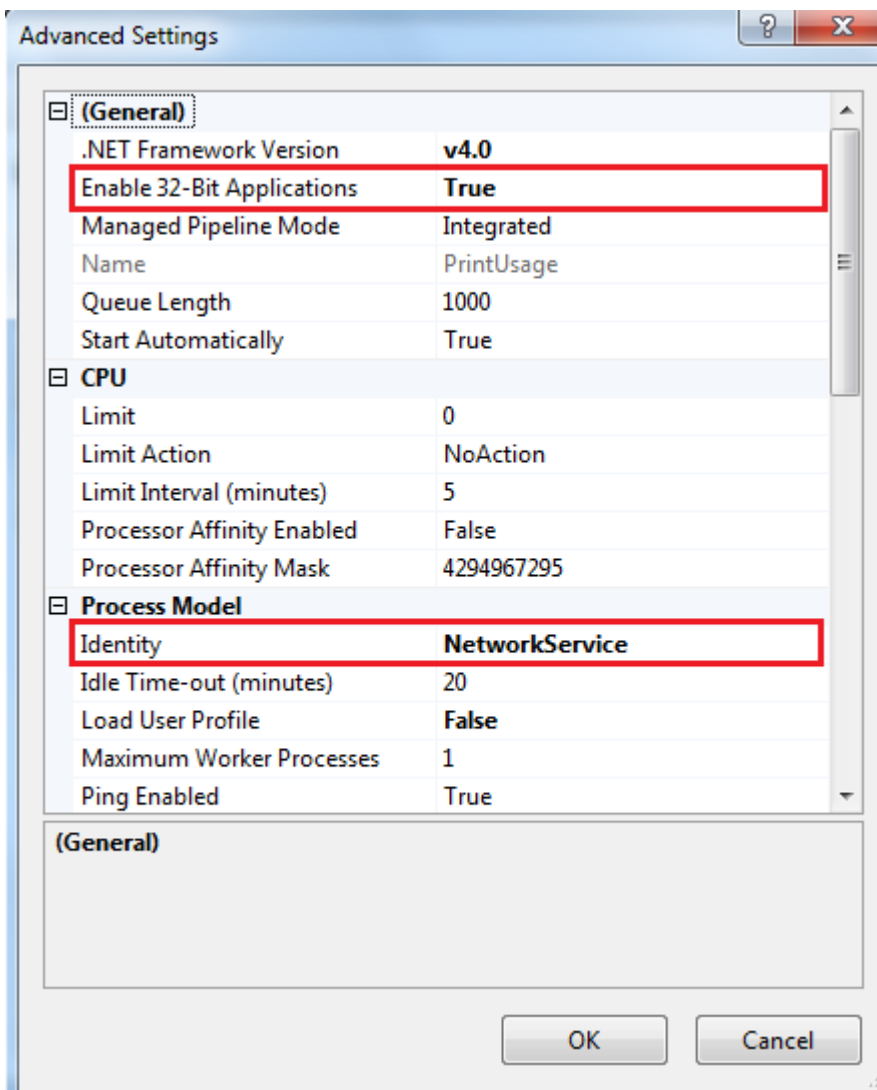 Advanced Settings
?
(General)
.NET Framework Version v4.0
Enable 32-Bit Applications True
Managed Pipeline Mode Integrated
Name PrintUsage
Queue Length 1000
Start Automatically True
CPU
Limit 0
Limit Action NoAction
Limit Interval (minutes) 5
Processor Affinity Enabled False
Processor Affinity Mask 4294967295
Process Model
Identity NetworkService
Idle Time-out (minutes) 20
Load User Profile False
Maximum Worker Processes 1
Ping Enabled True
(General)
OK Cancel